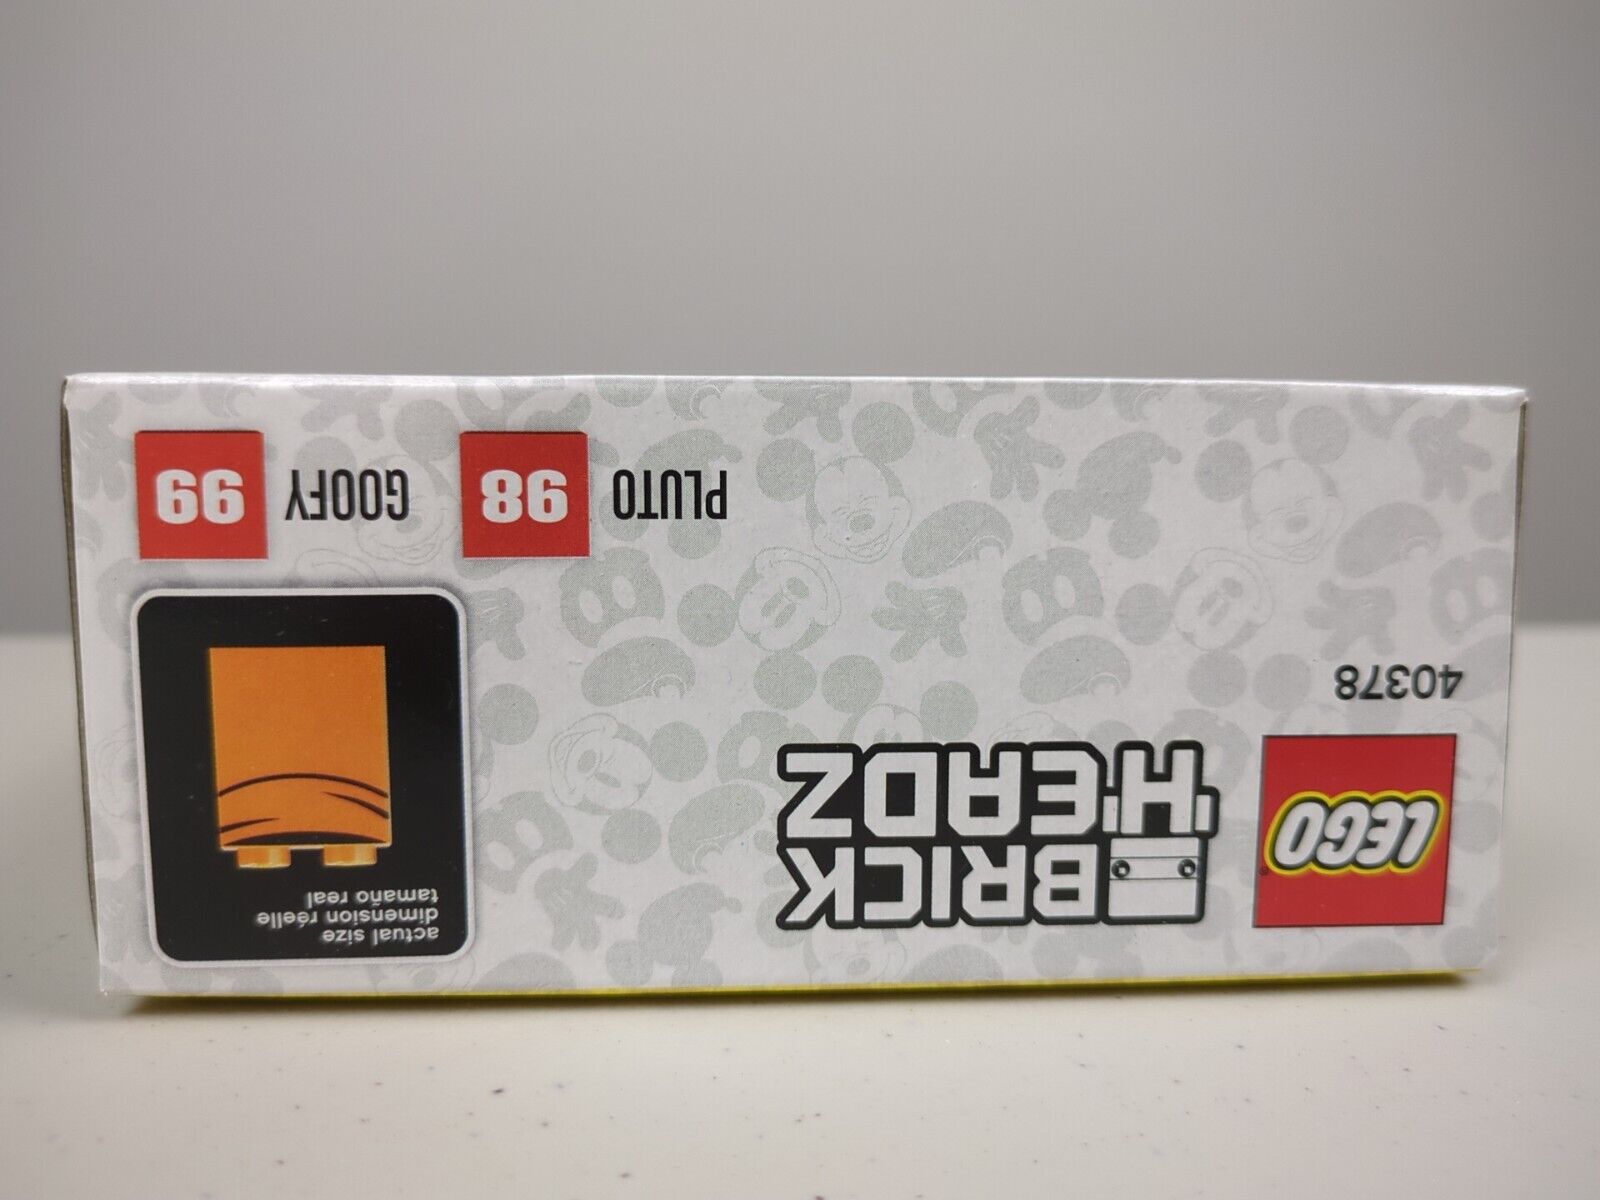 LEGO
BRICK
HEADZ
40378
actual size
dimension réelle
tamaño real
PLUTO 98 GOOFY 99